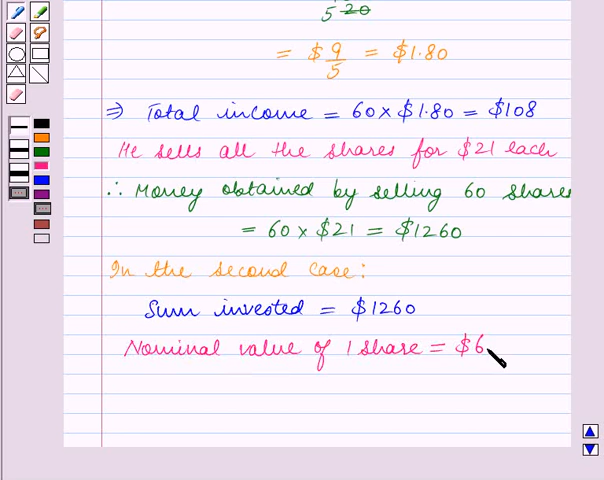 5 20
= $ 9/5 = $1.80
⇒ Total income = 60 × $1.80 = $108
He sells all the shares for $21 each
∴ Money obtained by selling 60 shares
= 60 × $21 = $1260
In the second case:
Sum invested = $1260
Nominal value of 1 share = $6